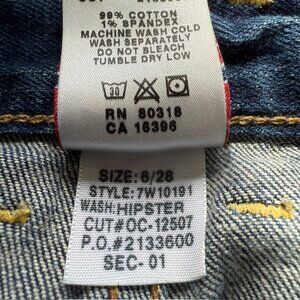 99% COTTON
1% SPANDEX
MACHINE WASH COLD
WASH SEPARATELY
DO NOT BLEACH
TUMBLE DRY LOW
30
RN 80318
CA 16396
SIZE: 6/28
STYLE: 7W10191
WASH: HIPSTER
CUT# OC-12507
P.O.# 2133600
SEC- 01